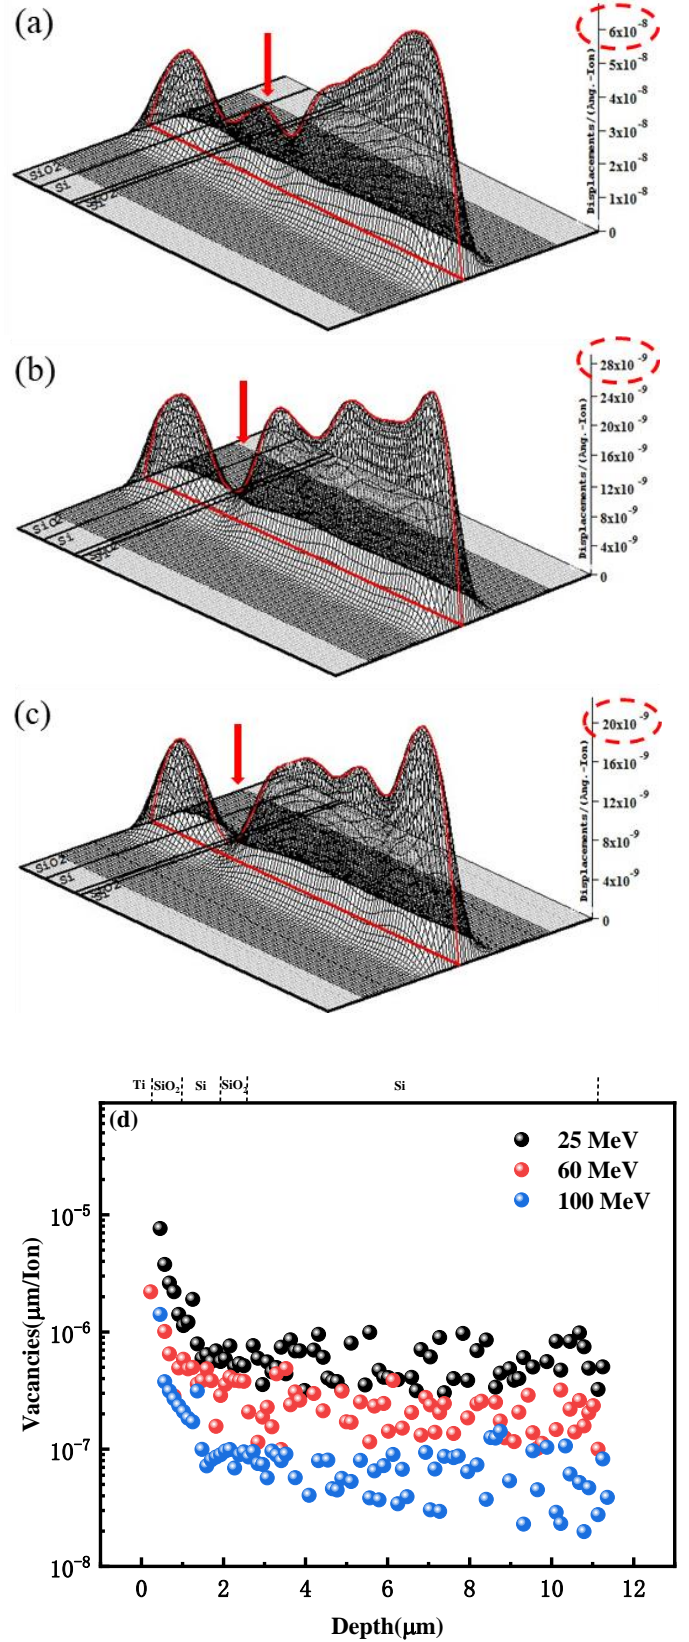 (a)
6x10⁻⁸
5x10⁻⁸
4x10⁻⁸
3x10⁻⁸
2x10⁻⁸
1x10⁻⁸
0
Displacements/(Ang.-Ion)
SiO2
Si
SiO2
(b)
28x10⁻⁹
24x10⁻⁹
20x10⁻⁹
16x10⁻⁹
12x10⁻⁹
8x10⁻⁹
4x10⁻⁹
0
Displacements/(Ang.-Ion)
SiO2
Si
SiO2
(c)
20x10⁻⁹
16x10⁻⁹
12x10⁻⁹
8x10⁻⁹
4x10⁻⁹
0
Displacements/(Ang.-Ion)
SiO2
Si
SiO2
Ti SiO₂ Si SiO₂ Si
(d)
25 MeV
60 MeV
100 MeV
10⁻⁵
10⁻⁶
10⁻⁷
10⁻⁸
Vacancies(μm/Ion)
0 2 4 6 8 10 12
Depth(μm)